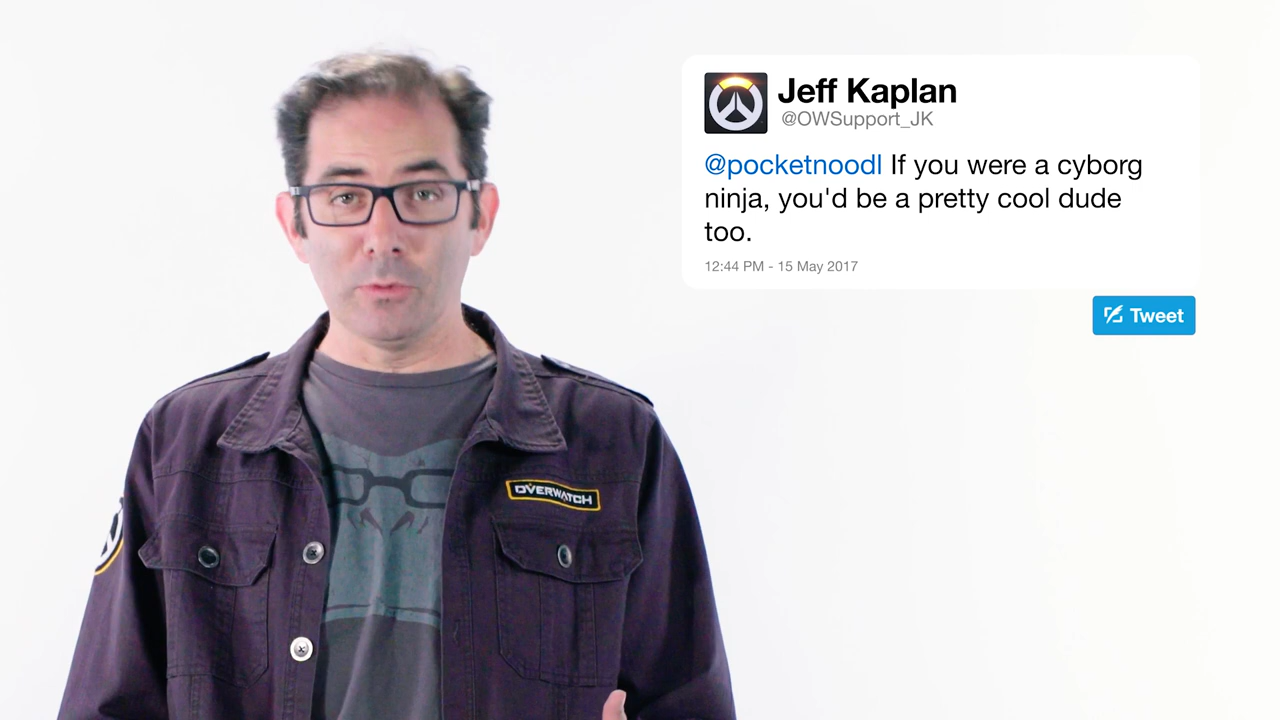 Jeff Kaplan
@OWSupport_JK
@pocketnoodl If you were a cyborg
ninja, you'd be a pretty cool dude
too.
12:44 PM - 15 May 2017
Tweet
OVERWATCH